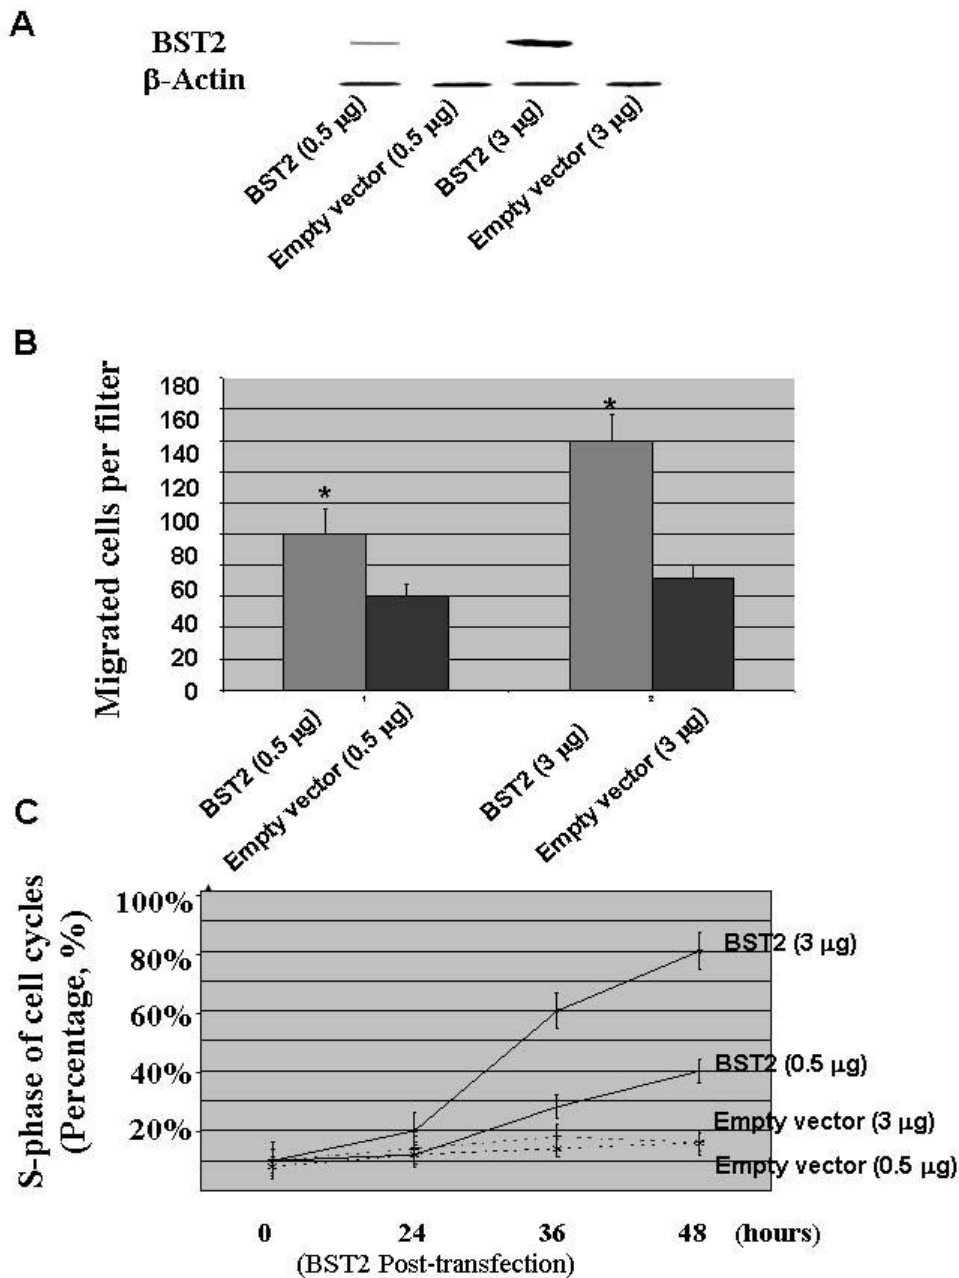 A
BST2
β-Actin
BST2 (0.5 μg)
Empty vector (0.5 μg)
BST2 (3 μg)
Empty vector (3 μg)
B
Migrated cells per filter
180
160
140
120
100
80
60
40
20
0
*
*
1
2
BST2 (0.5 μg)
Empty vector (0.5 μg)
BST2 (3 μg)
Empty vector (3 μg)
C
S-phase of cell cycles
(Percentage, %)
100%
80%
60%
40%
20%
BST2 (3 μg)
BST2 (0.5 μg)
Empty vector (3 μg)
Empty vector (0.5 μg)
0 24 36 48 (hours)
(BST2 Post-transfection)